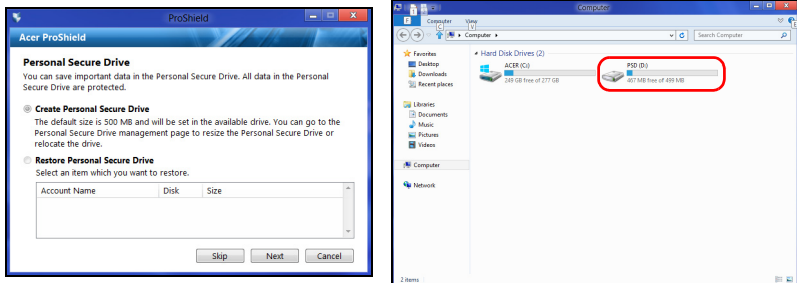 ProShield
Acer ProShield
Personal Secure Drive
You can save important data in the Personal Secure Drive. All data in the Personal
Secure Drive are protected.
Create Personal Secure Drive
The default size is 500 MB and will be set in the available drive. You can go to the
Personal Secure Drive management page to resize the Personal Secure Drive or
relocate the drive.
Restore Personal Secure Drive
Select an item which you want to restore.
Account Name Disk Size
Skip Next Cancel
Computer
F Computer View
C V
Computer
Search Computer
Favorites
Desktop
Downloads
Recent places
Libraries
Documents
Music
Pictures
Videos
Computer
Network
Hard Disk Drives (2)
ACER (C:)
249 GB free of 277 GB
PSD (D:)
467 MB free of 499 MB
2 items